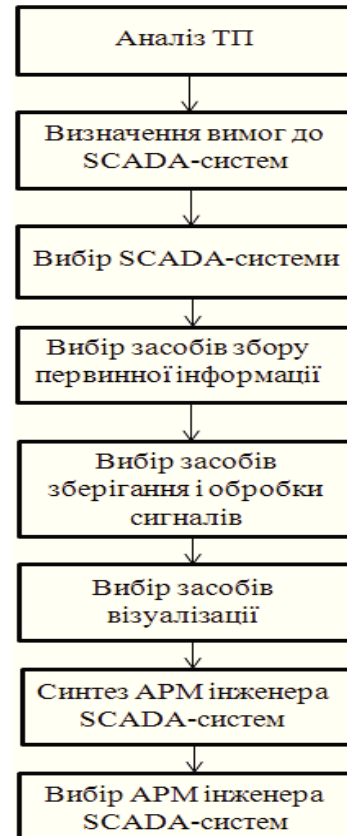 Аналіз ТП
Визначення вимог до
SCADA-систем
Вибір SCADA-системи
Вибір засобів збору
первинної інформації
Вибір засобів
зберігання і обробки
сигналів
Вибір засобів
візуалізації
Синтез АРМ інженера
SCADA-систем
Вибір АРМ інженера
SCADA-систем